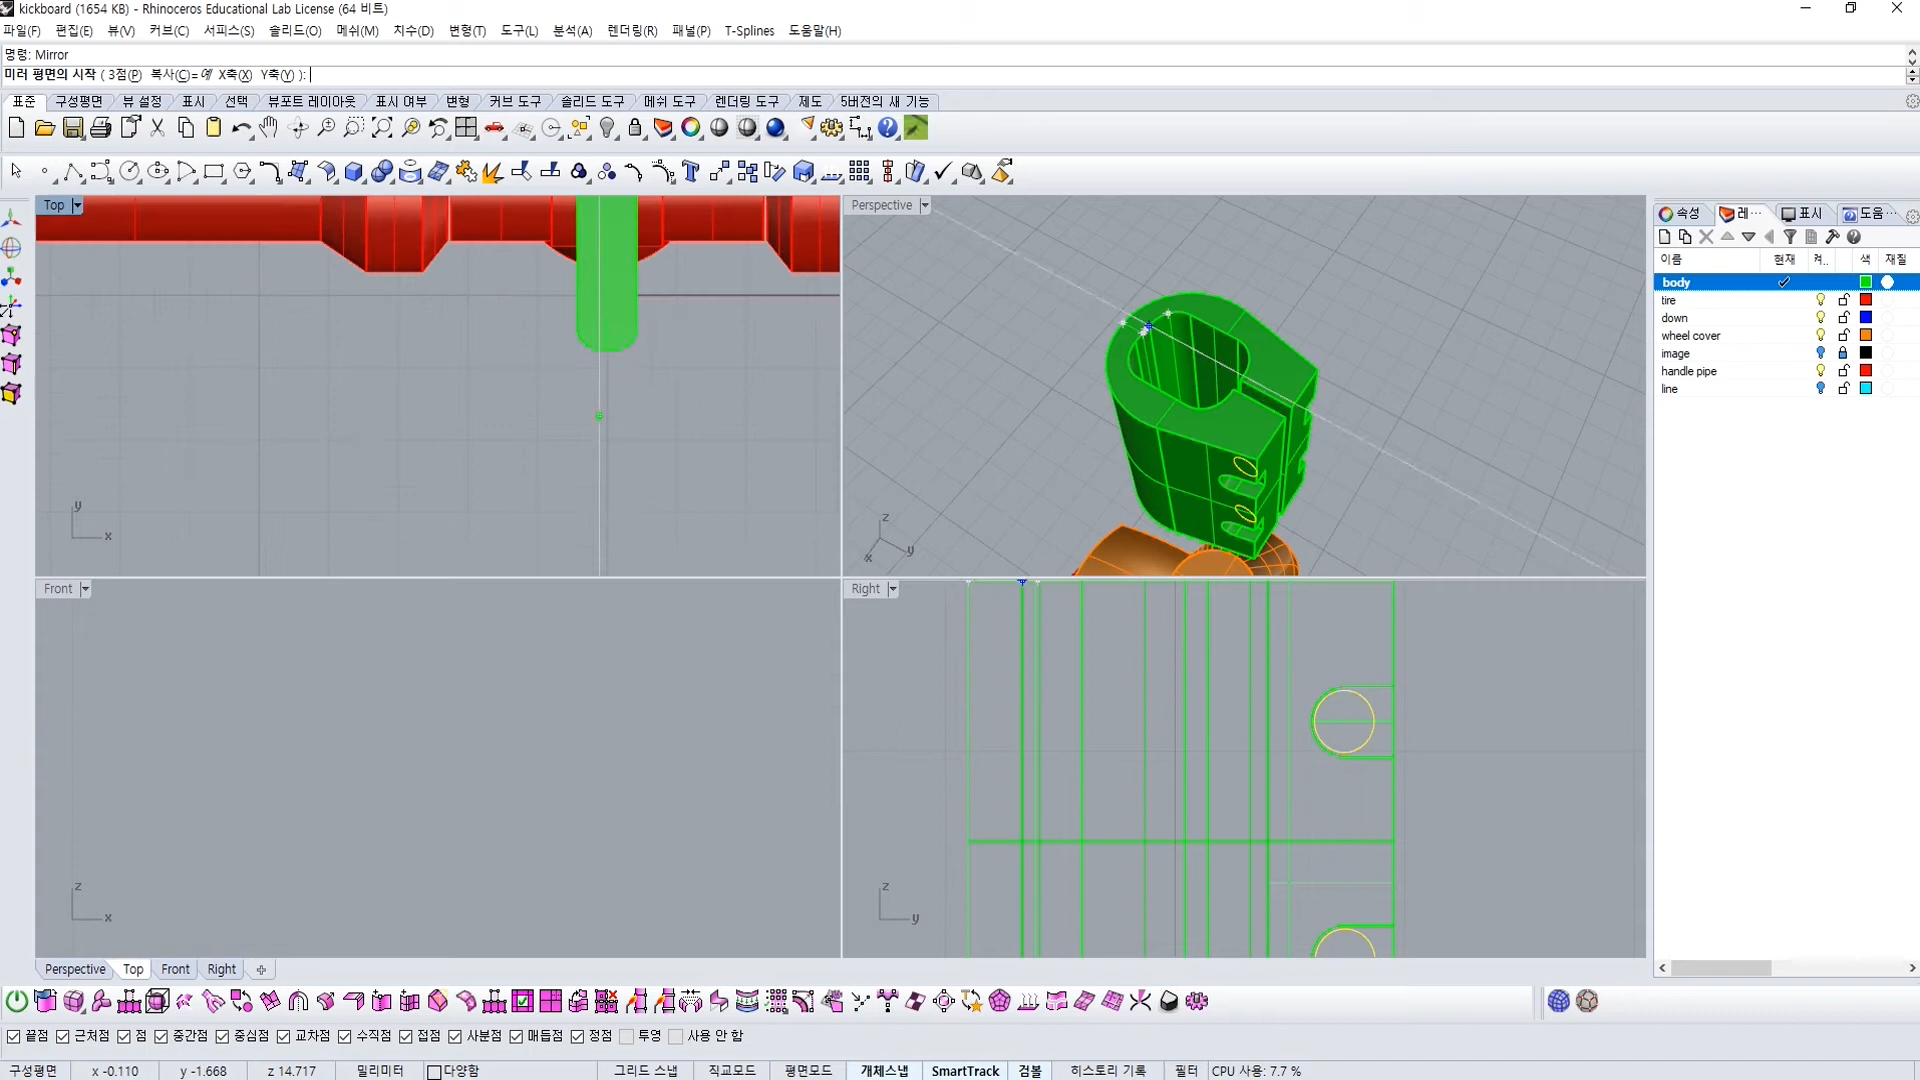 kickboard (1654 KB) - Rhinoceros Educational Lab License (64 비트)
파일(F) 편집(E) 뷰(V) 커브(C) 서피스(S) 솔리드(O) 메쉬(M) 치수(D) 변형(T) 도구(L) 분석(A) 렌더링(R) 패널(P) T-Splines 도움말(H)
명령: Mirror
미러 평면의 시작 ( 3점(P) 복사(C)=예 X축(X) Y축(Y) ):
표준 구성평면 뷰 설정 표시 선택 뷰포트 레이아웃 표시 여부 변형 커브 도구 솔리드 도구 메쉬 도구 렌더링 도구 제도 5버전의 새 기능
Top
Perspective
속성 레··· 표시 도움···
이름 현재 켜.. 색 재질
body
tire
down
wheel cover
image
handle pipe
line
y
x
z
x
y
Front
Right
z
x
z
y
Perspective Top Front Right
끝점 근처점 점 중간점 중심점 교차점 수직점 접점 사분점 매듭점 정점 투영 사용 안 함
구성평면 x -0.110 y -1.668 z 14.717 밀리미터 다양함 그리드 스냅 직교모드 평면모드 개체스냅 SmartTrack 검볼 히스토리 기록 필터 CPU 사용: 7.7 %